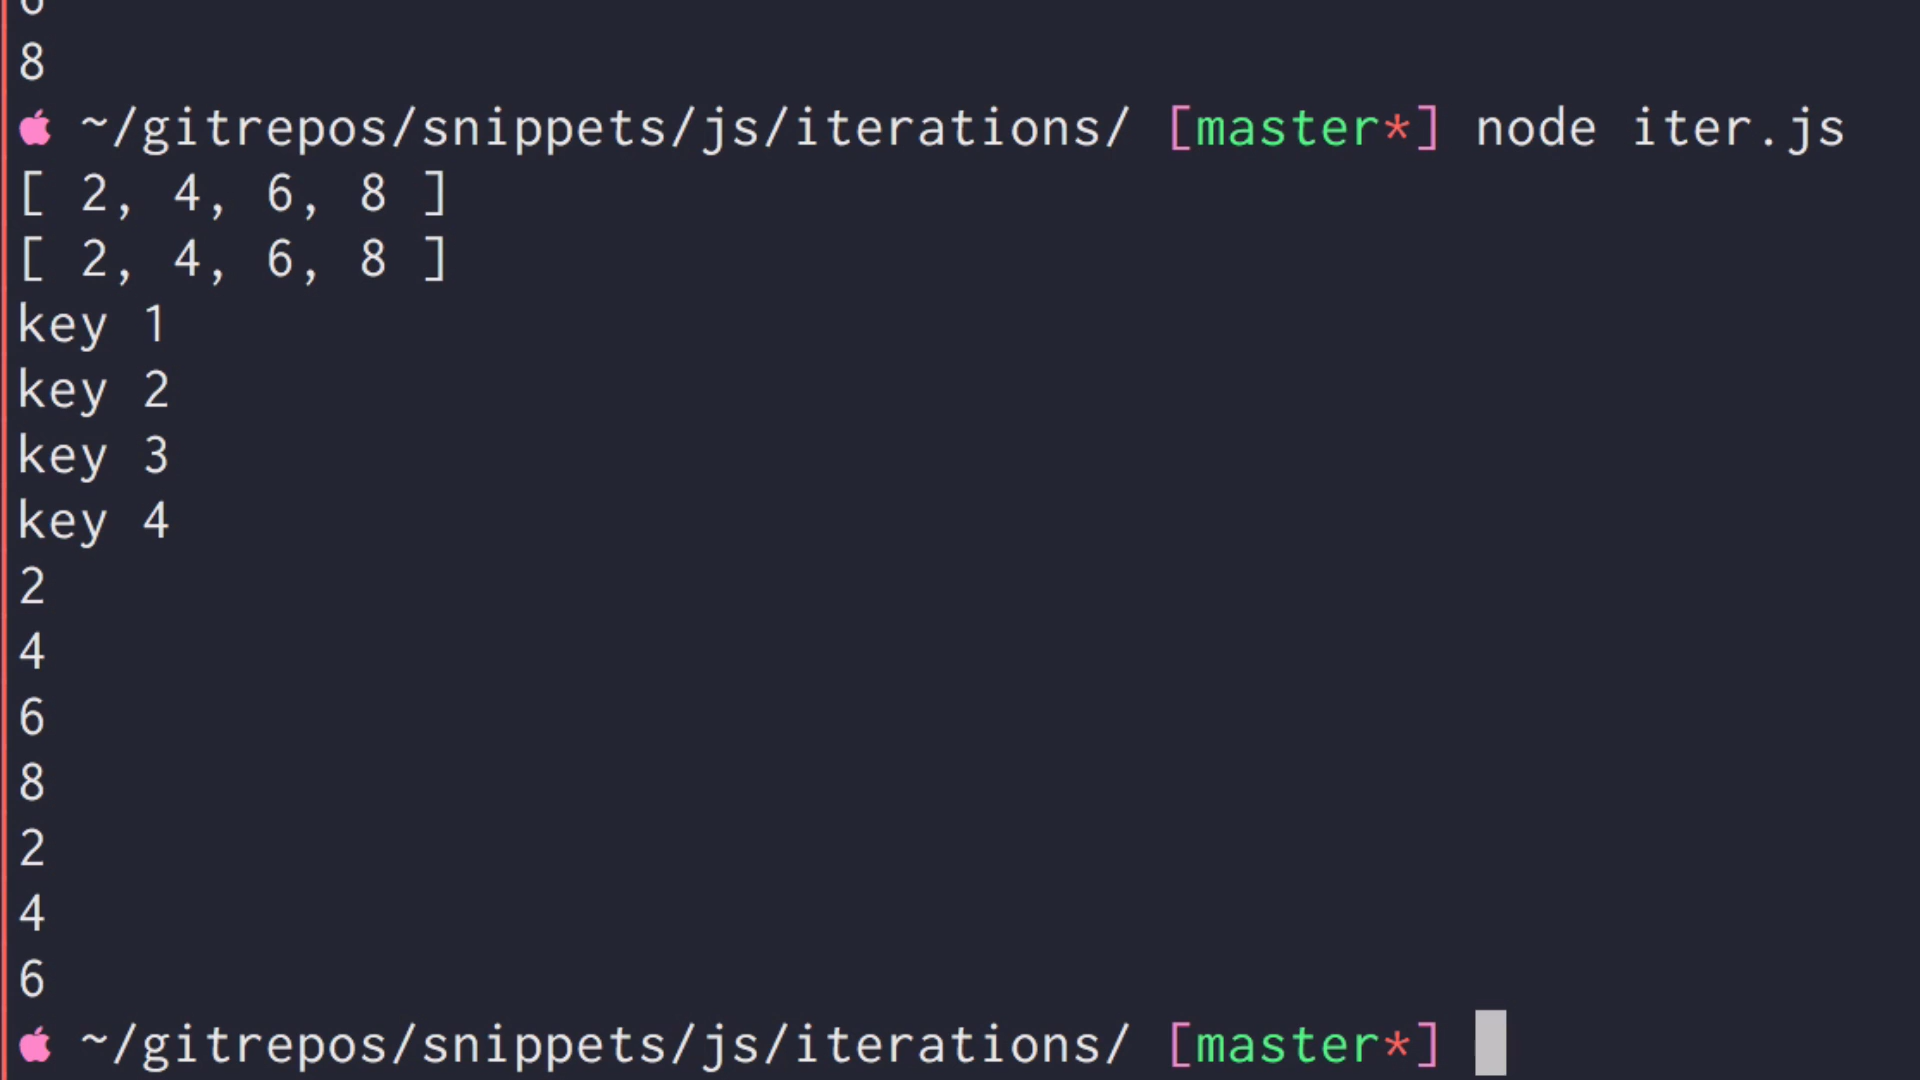 6
8
~/gitrepos/snippets/js/iterations/ [master*] node iter.js
[ 2, 4, 6, 8 ]
[ 2, 4, 6, 8 ]
key 1
key 2
key 3
key 4
2
4
6
8
2
4
6
~/gitrepos/snippets/js/iterations/ [master*]